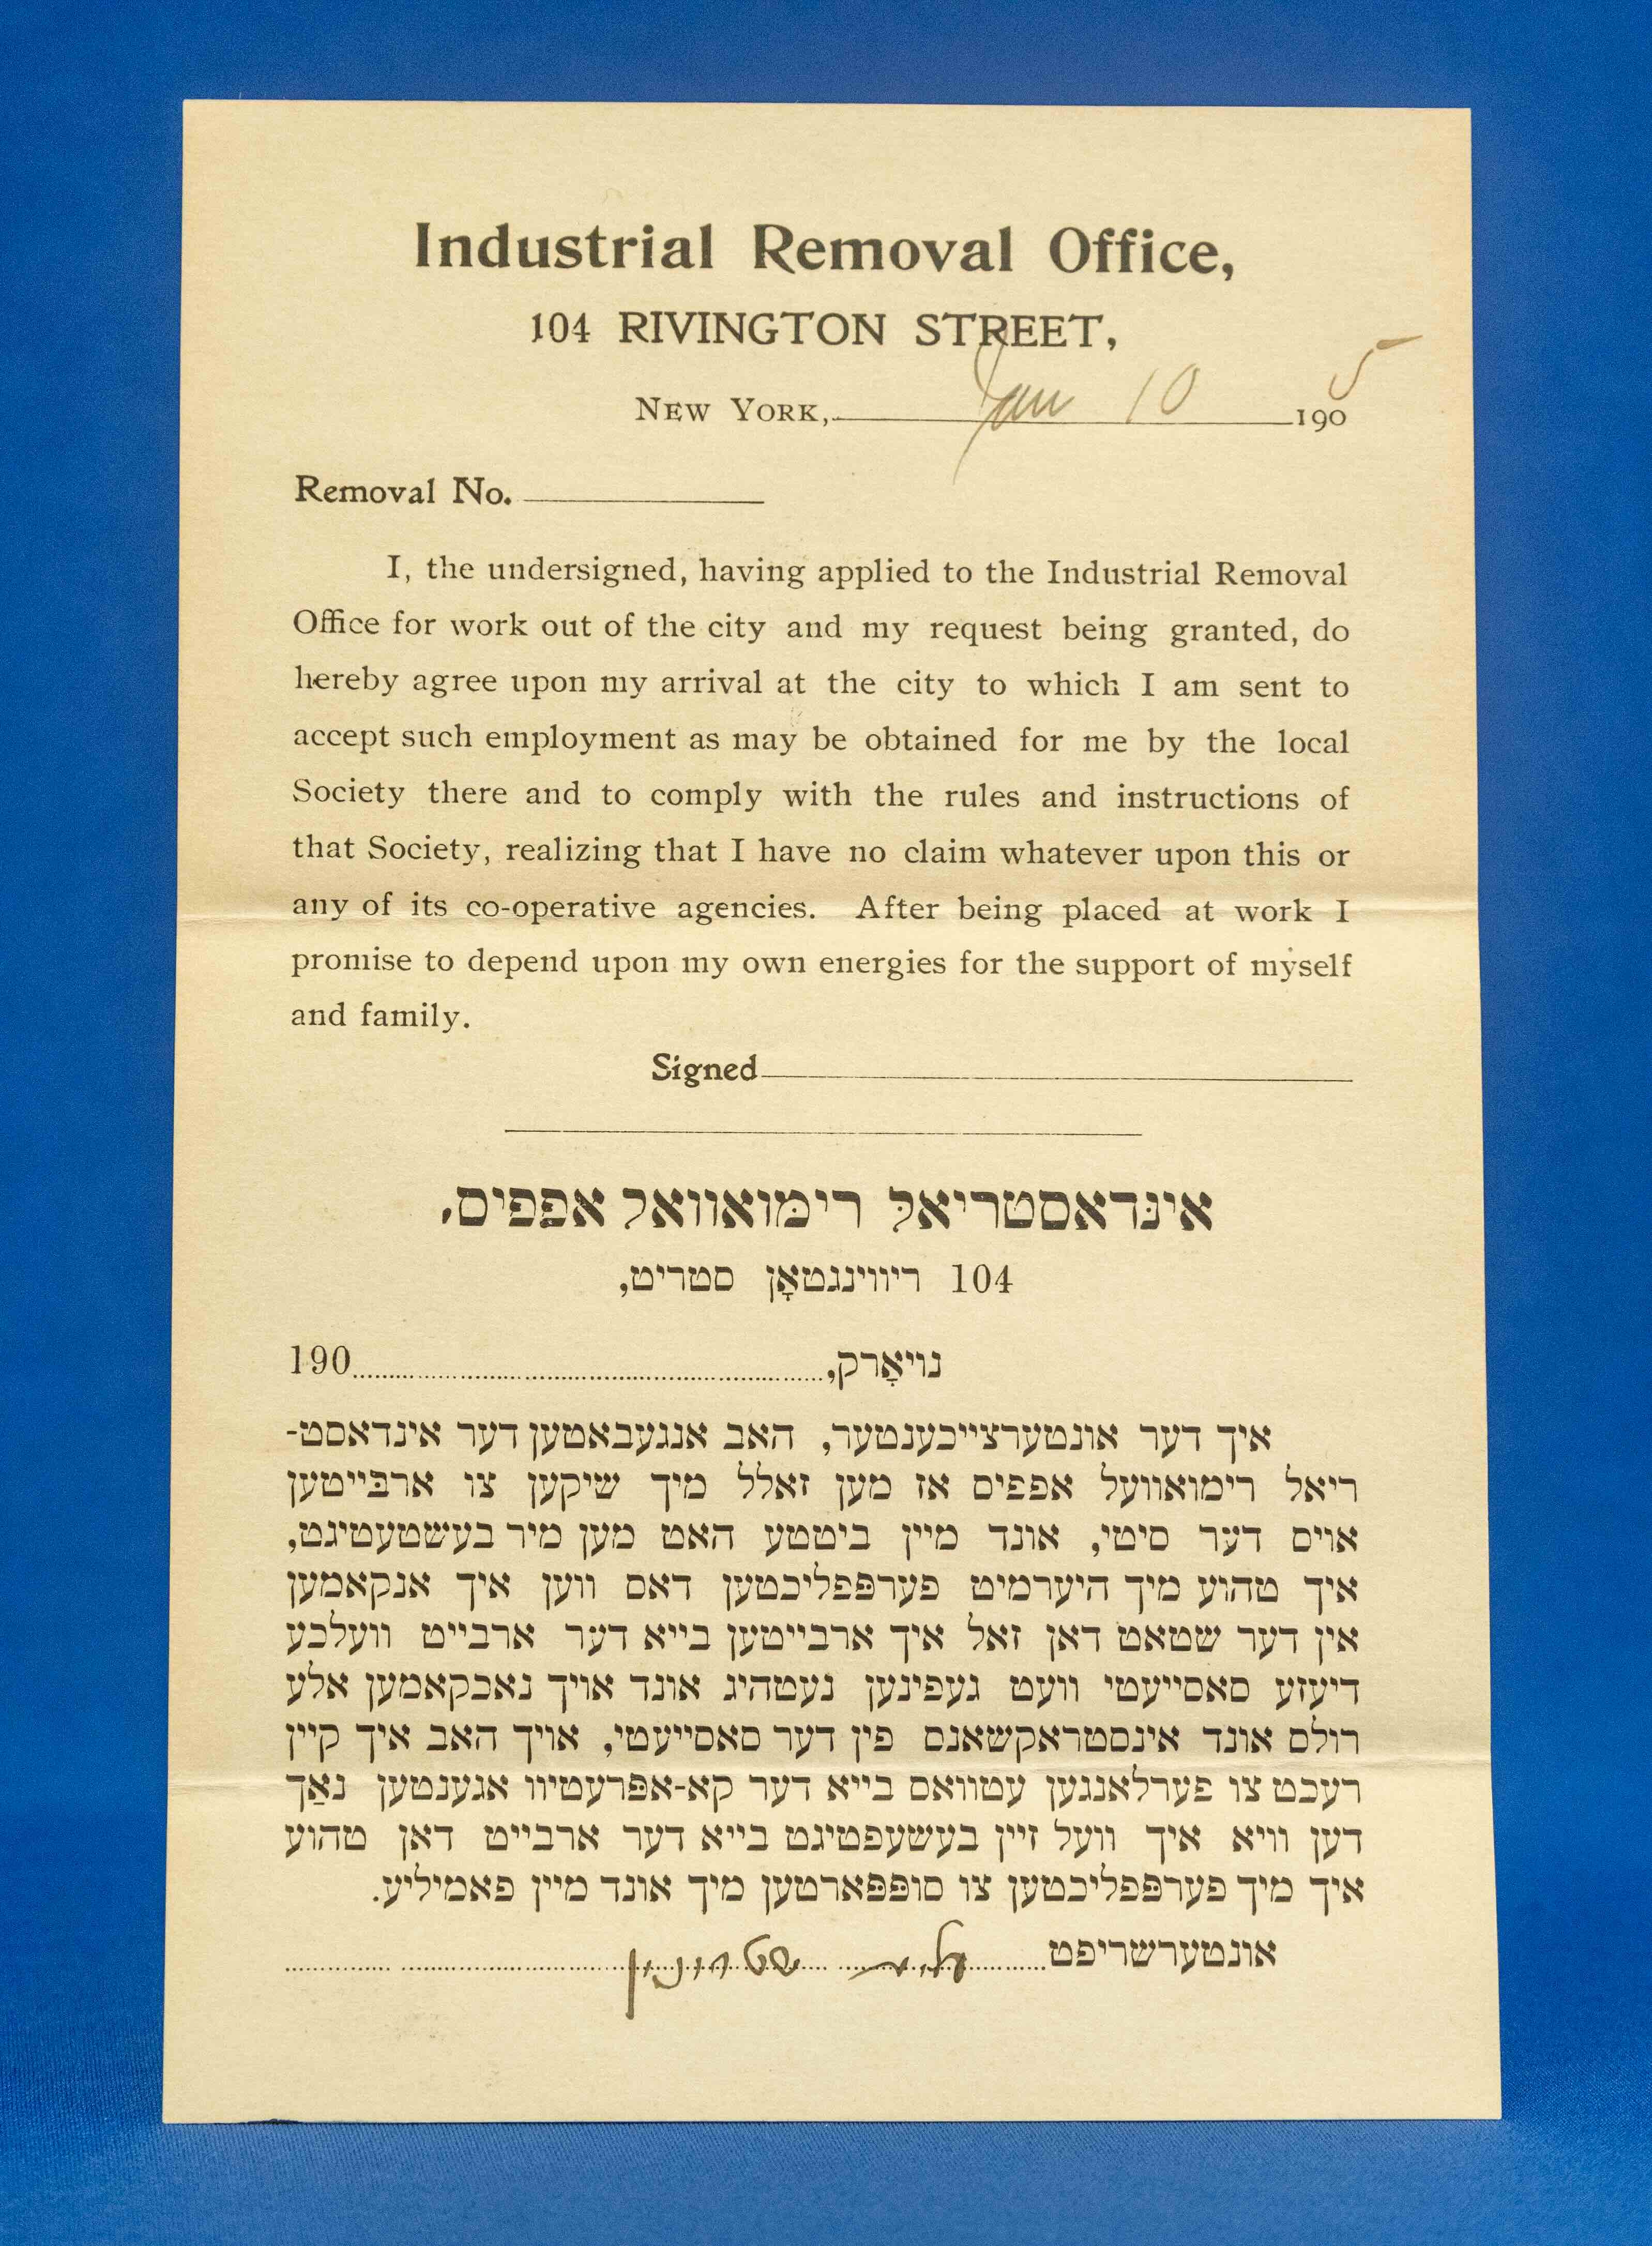 Industrial Removal Office,
104 RIVINGTON STREET,
NEW YORK, Jan 10 1905
Removal No.
I, the undersigned, having applied to the Industrial Removal
Office for work out of the city and my request being granted, do
hereby agree upon my arrival at the city to which I am sent to
accept such employment as may be obtained for me by the local
Society there and to comply with the rules and instructions of
that Society, realizing that I have no claim whatever upon this or
any of its co-operative agencies. After being placed at work I
promise to depend upon my own energies for the support of myself
and family.
Signed
אינדאסטריאל רימואוואל אפפיס,
104 ריווינגטאָן סטריט,
נויאָרק, 190
איך דער אונטערצייכענטער, האב אנגעבאטען דער אינדאסט-
ריאל רימואוועל אפפיס אז מען זאלל מיך שיקען צו ארבייטען
אויס דער סיטי, אונד מיין ביטטע האט מען מיר בעשטעטיגט,
איך טהוע מיך היערמיט פערפפליכטען דאס ווען איך אנקאמען
אין דער שטאט דאן זאל איך ארבייטען בייא דער ארבייט וועלכע
דיעזע סאסייעטי וועט געפינען נעטהיג אונד אויך נאכקאמען אלע
רולס אונד אינסטראקשאנס פין דער סאסייעטי, אויך האב איך קיין
רעכט צו פערלאנגען עטוואס בייא דער קא-אפרעטיוו אגענטען נאַך
דען וויא איך וועל זיין בעשעפטיגט בייא דער ארבייט דאן טהוע
איך מיך פערפפליכטען צו סופפארטען מיך אונד מיין פאמיליע.
אונטערשריפט